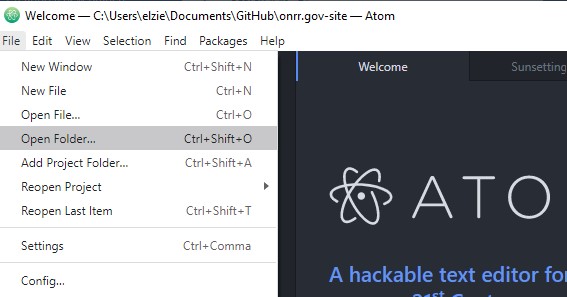 Welcome — C:\Users\elzie\Documents\GitHub\onrr.gov-site — Atom
File Edit View Selection Find Packages Help
New Window Ctrl+Shift+N
New File Ctrl+N
Open File... Ctrl+O
Open Folder... Ctrl+Shift+O
Add Project Folder... Ctrl+Shift+A
Reopen Project
Reopen Last Item Ctrl+Shift+T
Settings Ctrl+Comma
Config...
Welcome
Sunsetting
ATO
A hackable text editor for
21st